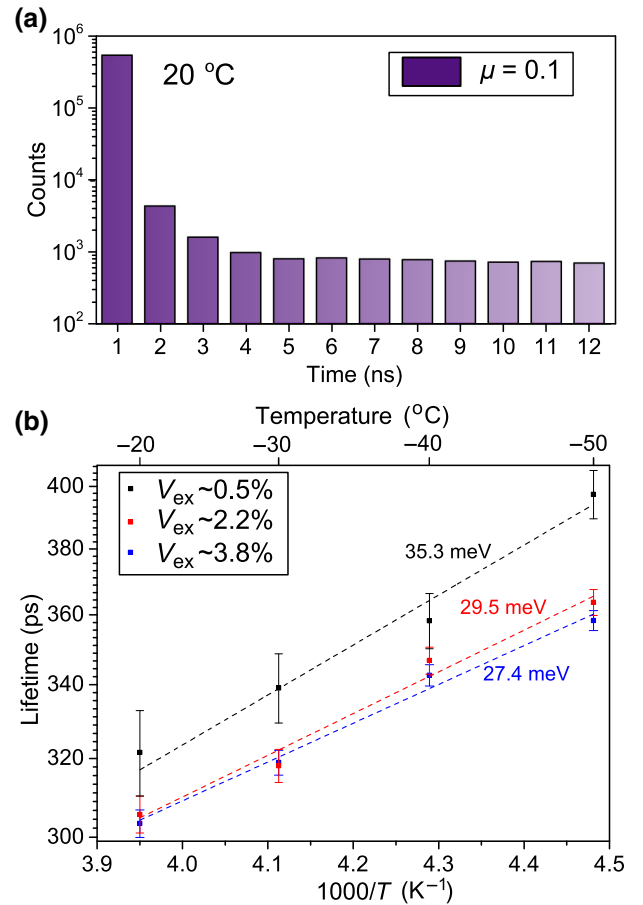 (a)
10^6
10^5
10^4
10^3
10^2
Counts
20 °C
μ = 0.1
1 2 3 4 5 6 7 8 9 10 11 12
Time (ns)
(b)
Temperature (°C)
–20 –30 –40 –50
V_ex ~0.5%
V_ex ~2.2%
V_ex ~3.8%
35.3 meV
29.5 meV
27.4 meV
400
380
360
340
320
300
Lifetime (ps)
3.9 4.0 4.1 4.2 4.3 4.4 4.5
1000/T (K⁻¹)